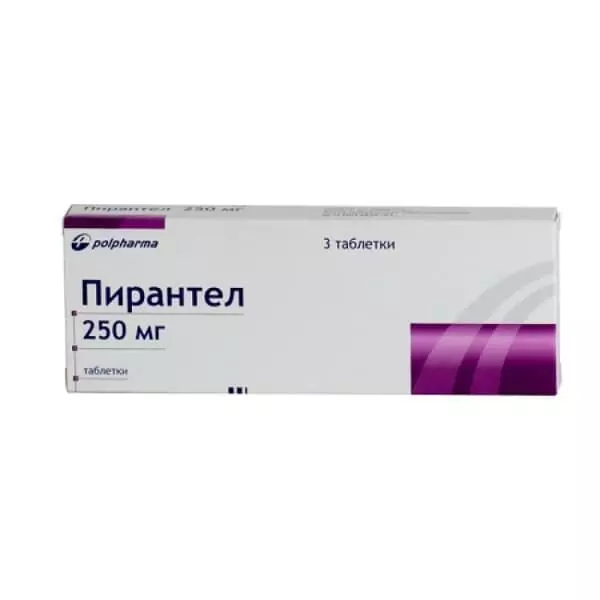 Пирантел 250 мг
polpharma
3 таблетки
Пирантел
250 мг
таблетки